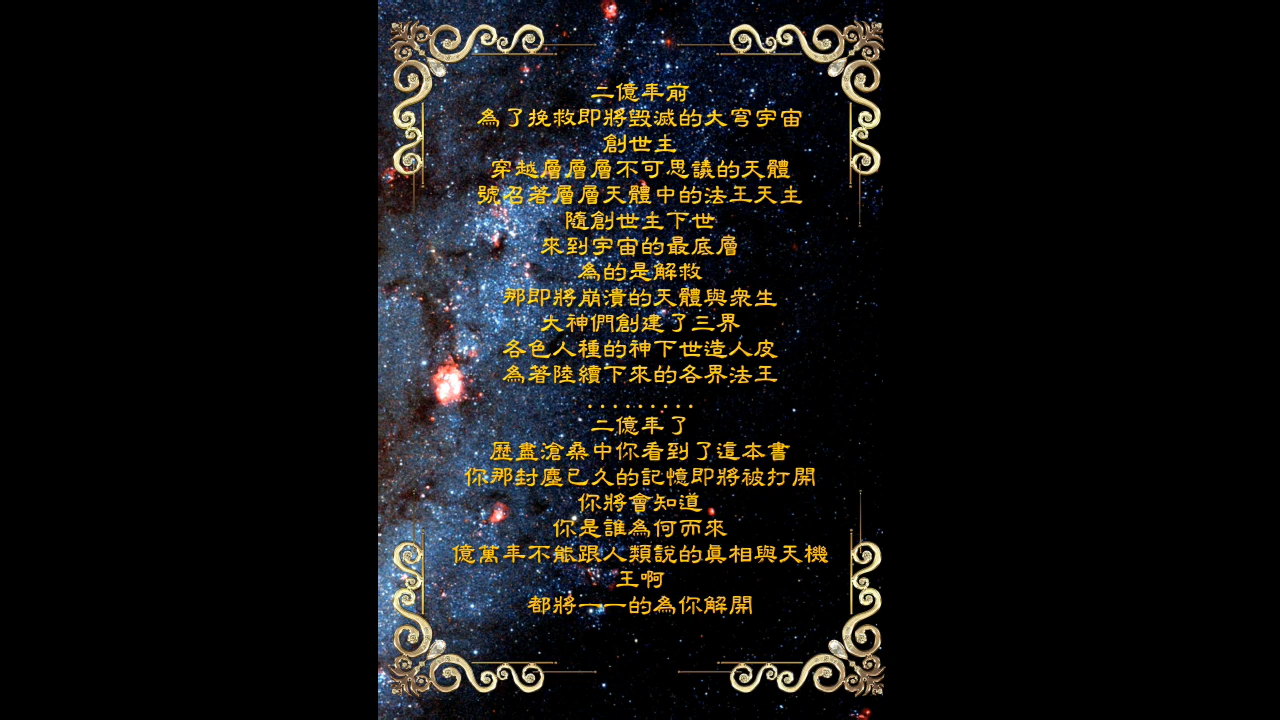 二億年前
為了挽救即將毀滅的大穹宇宙
創世主
穿越層層層不可思議的天體
號召著層層天體中的法王天主
隨創世主下世
來到宇宙的最底層
為的是解救
那即將崩潰的天體與衆生
大神們創建了三界
各色人種的神下世造人皮
為著陸續下來的各界法王
.........
二億年了
歷盡滄桑中你看到了這本書
你那封塵已久的記憶即將被打開
你將會知道
你是誰為何而來
億萬年不能跟人類說的真相與天機
王啊
都將一一的為你解開